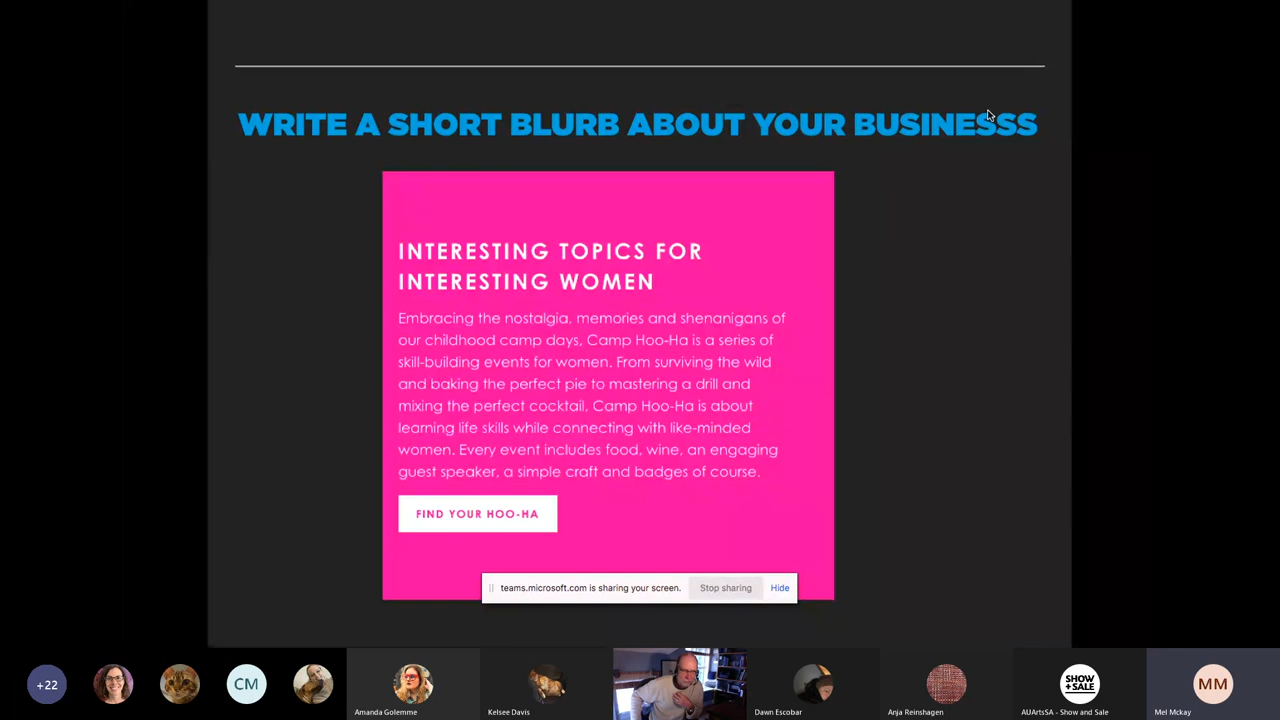 WRITE A SHORT BLURB ABOUT YOUR BUSINESSS
INTERESTING TOPICS FOR
INTERESTING WOMEN
Embracing the nostalgia, memories and shenanigans of
our childhood camp days, Camp Hoo-Ha is a series of
skill-building events for women. From surviving the wild
and baking the perfect pie to mastering a drill and
mixing the perfect cocktail, Camp Hoo-Ha is about
learning life skills while connecting with like-minded
women. Every event includes food, wine, an engaging
guest speaker, a simple craft and badges of course.
FIND YOUR HOO-HA
teams.microsoft.com is sharing your screen. Stop sharing Hide
+22 CM SHOW +SALE MM
Amanda Golemme Kelsee Davis Dawn Escobar Anja Reinshagen AUArtsSA - Show and Sale Mel Mckay